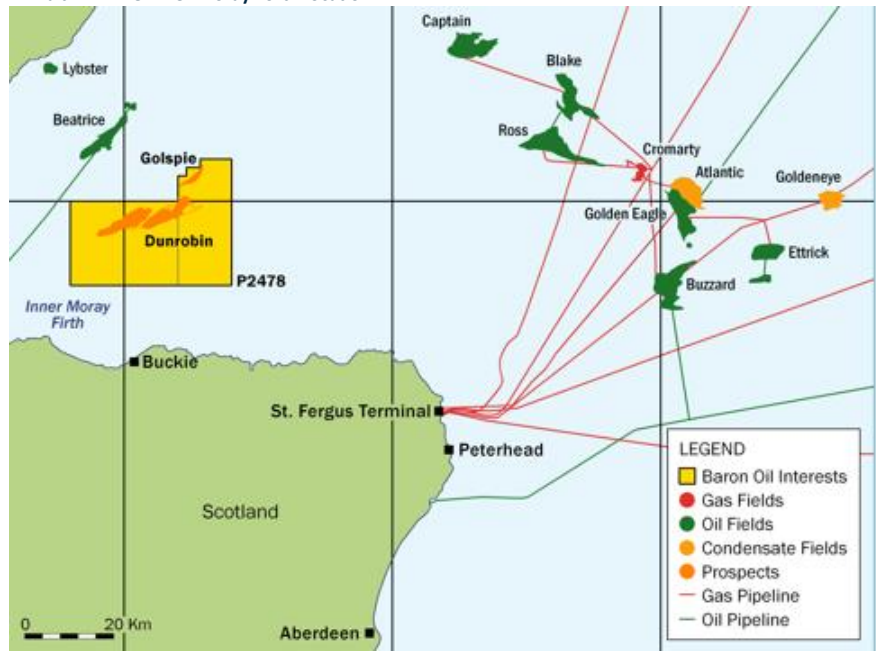 Captain
Blake
Lybster
Beatrice
Ross
Cromarty
Golspie
Atlantic
Goldeneye
Golden Eagle
Dunrobin
Ettrick
P2478
Buzzard
Inner Moray
Firth
Buckie
St. Fergus Terminal
Peterhead
LEGEND
Baron Oil Interests
Gas Fields
Oil Fields
Condensate Fields
Prospects
Gas Pipeline
Oil Pipeline
Scotland
0 20 Km
Aberdeen